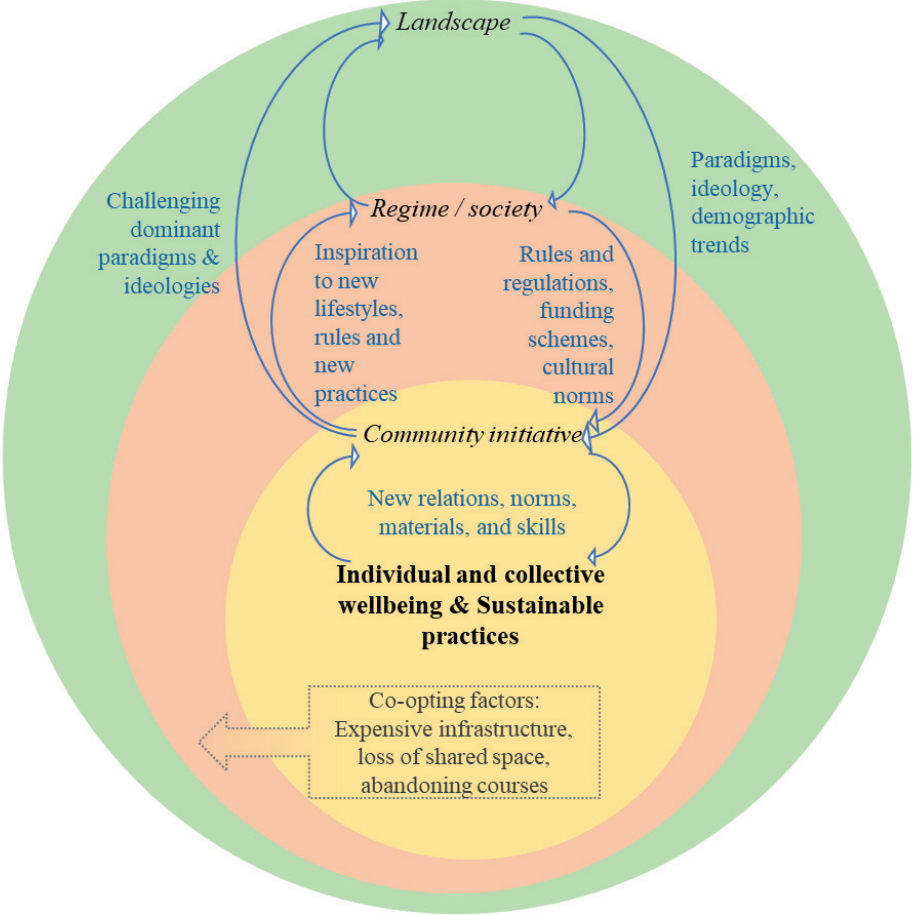 Landscape
Challenging
dominant
paradigms &
ideologies
Paradigms,
ideology,
demographic
trends
Regime / society
Inspiration
to new
lifestyles,
rules and
new
practices
Rules and
regulations,
funding
schemes,
cultural
norms
Community initiative
New relations, norms,
materials, and skills
Individual and collective
wellbeing & Sustainable
practices
Co-opting factors:
Expensive infrastructure,
loss of shared space,
abandoning courses